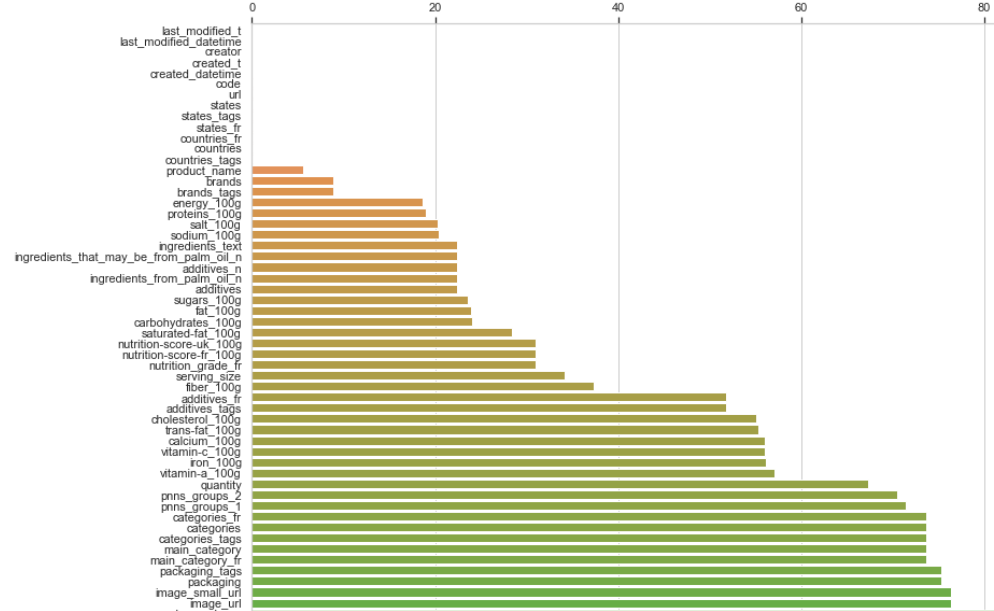 0 20 40 60 80
last_modified_t
last_modified_datetime
creator
created_t
created_datetime
code
url
states
states_tags
states_fr
countries_fr
countries
countries_tags
product_name
brands
brands_tags
energy_100g
proteins_100g
salt_100g
sodium_100g
ingredients_text
ingredients_that_may_be_from_palm_oil_n
additives_n
ingredients_from_palm_oil_n
additives
sugars_100g
fat_100g
carbohydrates_100g
saturated-fat_100g
nutrition-score-uk_100g
nutrition-score-fr_100g
nutrition_grade_fr
serving_size
fiber_100g
additives_fr
additives_tags
cholesterol_100g
trans-fat_100g
calcium_100g
vitamin-c_100g
iron_100g
vitamin-a_100g
quantity
pnns_groups_2
pnns_groups_1
categories_fr
categories
categories_tags
main_category
main_category_fr
packaging_tags
packaging
image_small_url
image_url